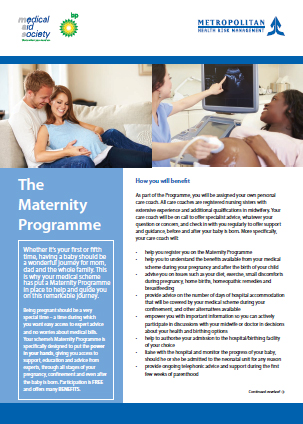 medical
aid
society
bp
METROPOLITAN
HEALTH RISK MANAGEMENT
The
Maternity
Programme
Whether it's your first or fifth
time, having a baby should be
a wonderful journey for mom,
dad and the whole family. This
is why your medical scheme
has put a Maternity Programme
in place to help and guide you
on this remarkable journey.
Being pregnant should be a very
special time – a time during which
you want easy access to expert advice
and no worries about medical bills.
Your scheme's Maternity Programme is
specifically designed to put the power
in your hands, giving you access to
support, education and advice from
experts, through all stages of your
pregnancy, confinement and even after
the baby is born. Participation is FREE
and offers many BENEFITS.
How you will benefit
As part of the Programme, you will be assigned your own personal
care coach. All care coaches are registered nursing sisters with
extensive experience and additional qualifications in midwifery. Your
care coach will be on call to offer specialist advice, whatever your
question or concern, and check in with you regularly to offer support
and guidance, before and after your baby is born. More specifically,
your care coach will:
• help you register you on the Maternity Programme
• help you to understand the benefits available from your medical
scheme during your pregnancy and after the birth of your child
• advise you on issues such as your diet, exercise, small discomforts
during pregnancy, home births, homeopathic remedies and
breastfeeding
• provide advice on the number of days of hospital accommodation
that will be covered by your medical scheme during your
confinement, and other alternatives available
• empower you with important information so you can actively
participate in discussions with your midwife or doctor in decisions
about your health and birthing options
• help to authorise your admission to the hospital/birthing facility
of your choice
• liaise with the hospital and monitor the progress of your baby,
should he or she be admitted to the neonatal unit for any reason
• provide ongoing telephonic advice and support during the first
few weeks of parenthood
Continued overleaf